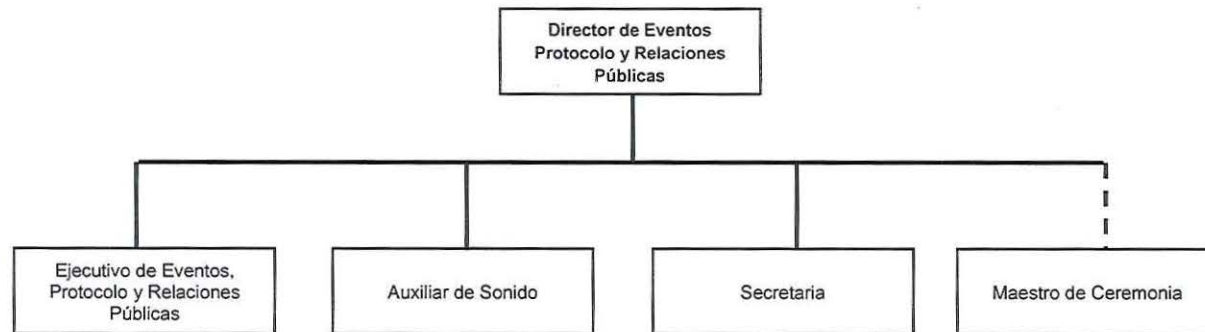 Director de Eventos
Protocolo y Relaciones
Públicas
Ejecutivo de Eventos,
Protocolo y Relaciones
Públicas
Auxiliar de Sonido
Secretaria
Maestro de Ceremonia